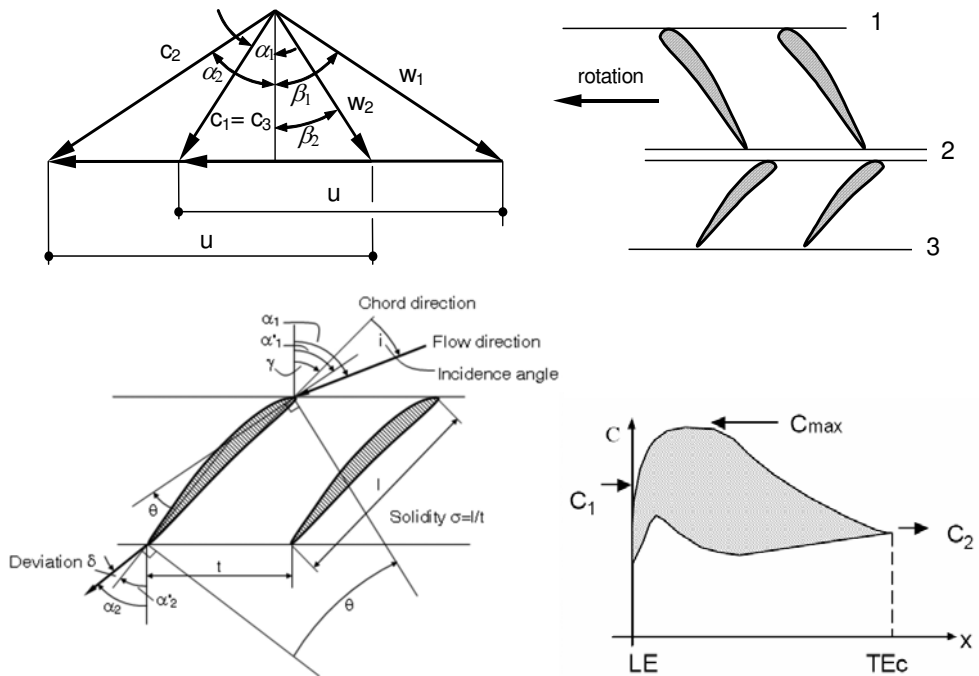 c₂
α₂
α₁
β₁
w₁
w₂
c₁= c₃
β₂
u
u
1
rotation
2
3
Chord direction
α₁
α'₁
γ
i
Flow direction
Incidence angle
θ
l
Solidity σ=l/t
Deviation δ
α₂
α'₂
t
θ
C
Cmax
C₁
C₂
LE
TEc
x